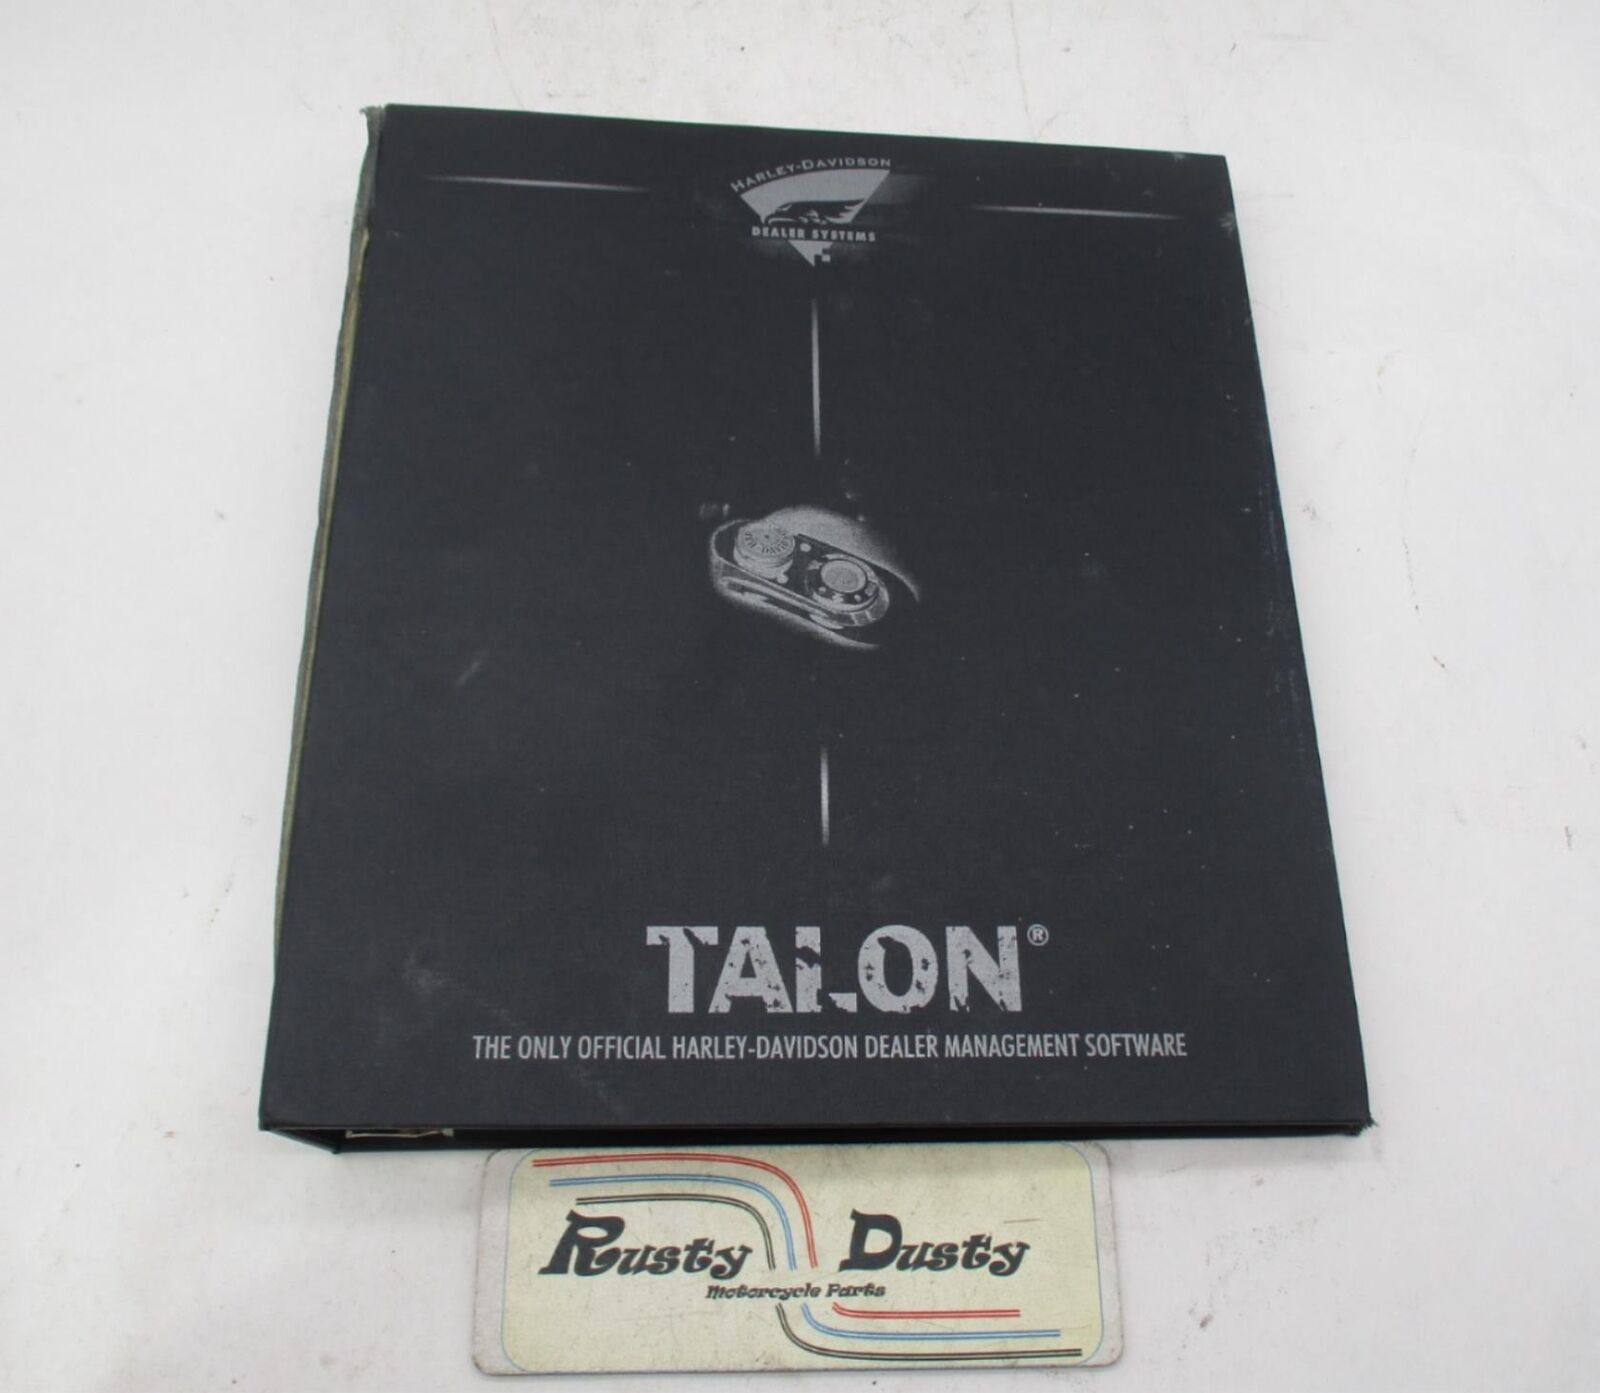 HARLEY-DAVIDSON
DEALER SYSTEMS
TALON®
THE ONLY OFFICIAL HARLEY-DAVIDSON DEALER MANAGEMENT SOFTWARE
Rusty Dusty
Motorcycle Parts